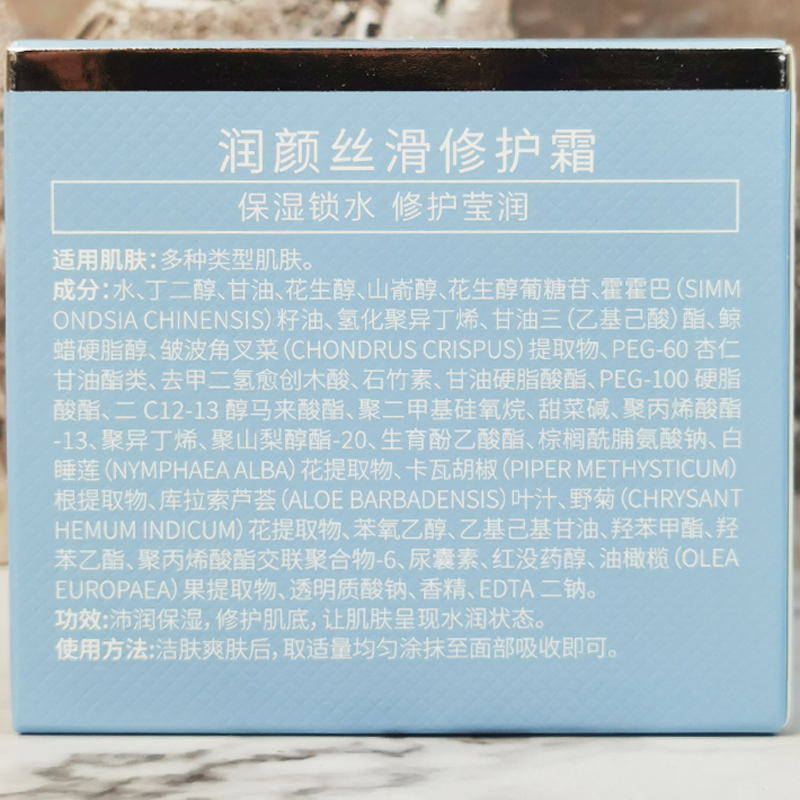 润颜丝滑修护霜
保湿锁水 修护莹润
适用肌肤:多种类型肌肤。
成分:水、丁二醇、甘油、花生醇、山嵛醇、花生醇葡糖苷、霍霍巴(SIMM
ONDSIA CHINENSIS)籽油、氢化聚异丁烯、甘油三(乙基己酸)酯、鲸
蜡硬脂醇、皱波角叉菜(CHONDRUS CRISPUS)提取物、PEG-60 杏仁
甘油酯类、去甲二氢愈创木酸、石竹素、甘油硬脂酸酯、PEG-100 硬脂
酸酯、二 C12-13 醇马来酸酯、聚二甲基硅氧烷、甜菜碱、聚丙烯酸酯
-13、聚异丁烯、聚山梨醇酯-20、生育酚乙酸酯、棕榈酰脯氨酸钠、白
睡莲(NYMPHAEA ALBA)花提取物、卡瓦胡椒(PIPER METHYSTICUM)
根提取物、库拉索芦荟(ALOE BARBADENSIS)叶汁、野菊(CHRYSANT
HEMUM INDICUM)花提取物、苯氧乙醇、乙基己基甘油、羟苯甲酯、羟
苯乙酯、聚丙烯酸酯交联聚合物-6、尿囊素、红没药醇、油橄榄(OLEA
EUROPAEA)果提取物、透明质酸钠、香精、EDTA 二钠。
功效:沛润保湿,修护肌底,让肌肤呈现水润状态。
使用方法:洁肤爽肤后,取适量均匀涂抹至面部吸收即可。